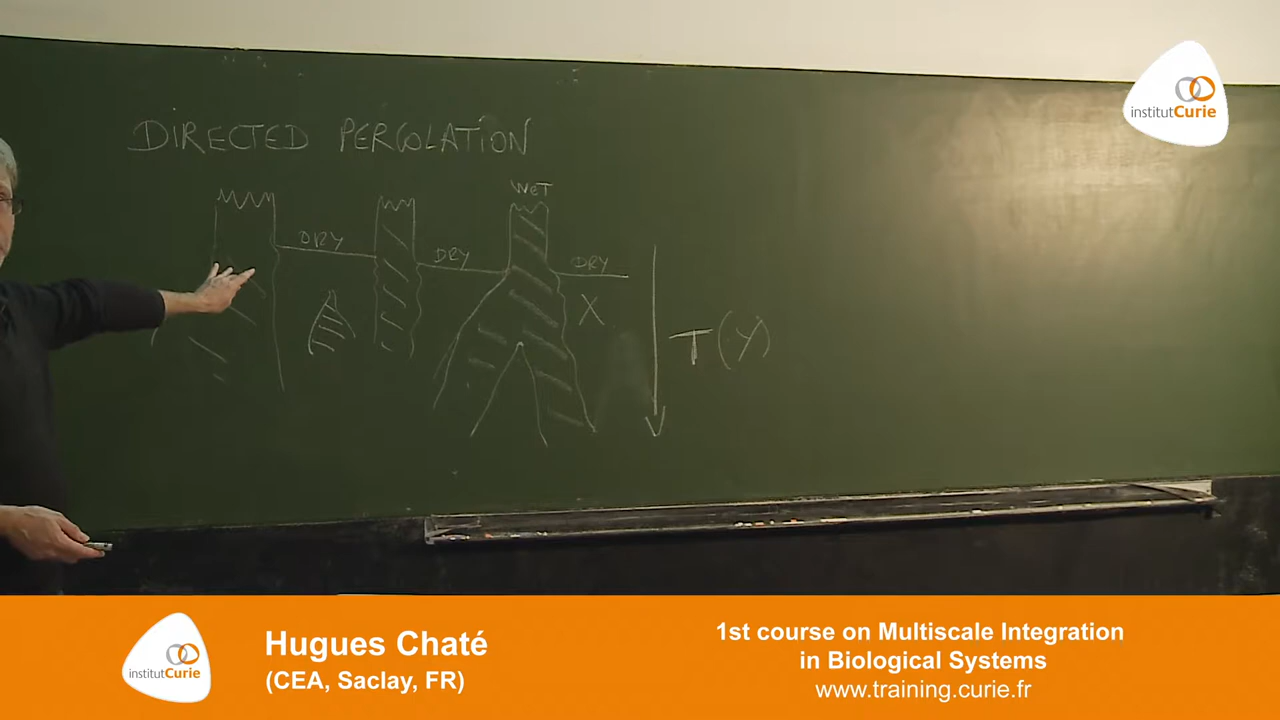 institutCurie
DIRECTED PERCOLATION
WeT
DRY
DRY
DRY
X
T(y)
institutCurie
Hugues Chaté
(CEA, Saclay, FR)
1st course on Multiscale Integration
in Biological Systems
www.training.curie.fr